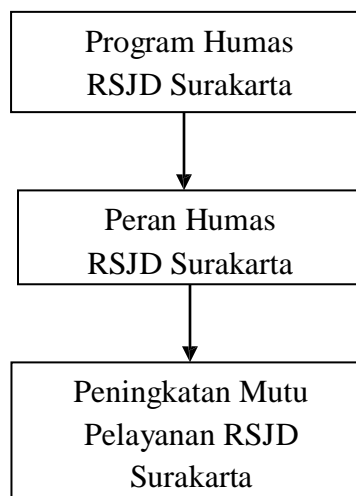 Program Humas
RSJD Surakarta
Peran Humas
RSJD Surakarta
Peningkatan Mutu
Pelayanan RSJD
Surakarta